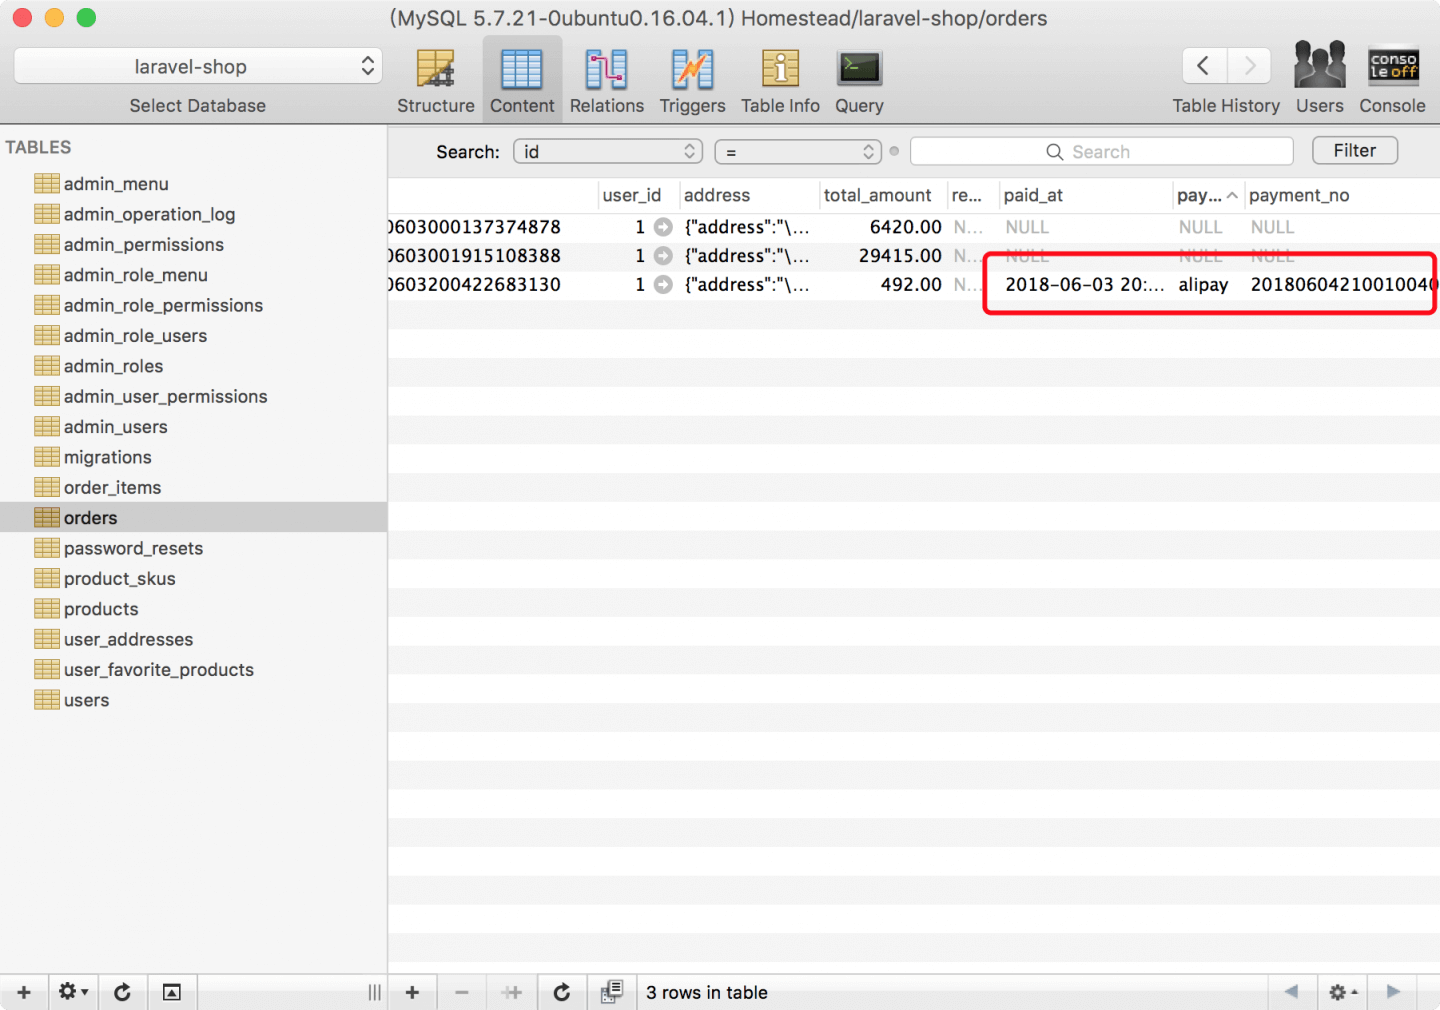 (MySQL 5.7.21-0ubuntu0.16.04.1) Homestead/laravel-shop/orders
laravel-shop
Select Database
Structure
Content
Relations
Triggers
Table Info
Query
Table History
Users
conso
le off
Console
TABLES
admin_menu
admin_operation_log
admin_permissions
admin_role_menu
admin_role_permissions
admin_role_users
admin_roles
admin_user_permissions
admin_users
migrations
order_items
orders
password_resets
product_skus
products
user_addresses
user_favorite_products
users
Search: id = Search Filter
user_id address total_amount re... paid_at pay... payment_no
0603000137374878 1 {"address":"\... 6420.00 N... NULL NULL NULL
0603001915108388 1 {"address":"\... 29415.00 N... NULL NULL NULL
0603200422683130 1 {"address":"\... 492.00 N... 2018-06-03 20:... alipay 20180604210010040
3 rows in table